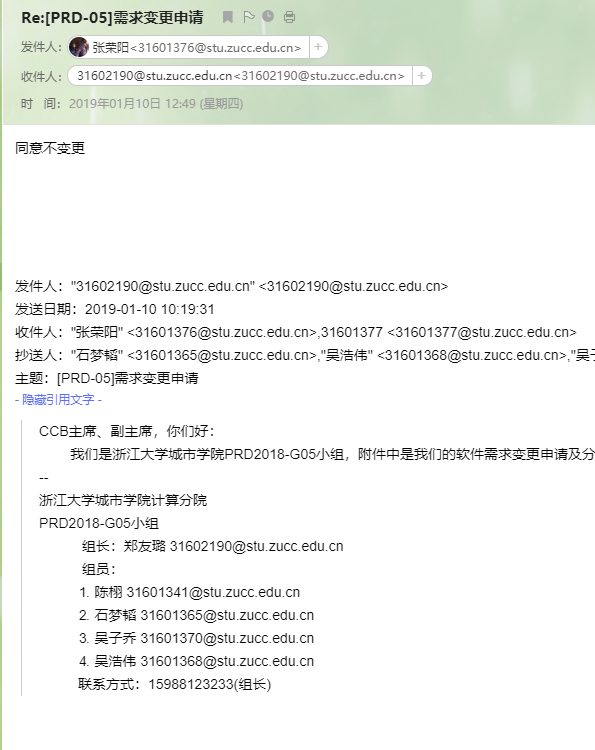 Re:[PRD-05]需求变更申请
发件人： 张荣阳<31601376@stu.zucc.edu.cn> +
收件人： 31602190@stu.zucc.edu.cn<31602190@stu.zucc.edu.cn> +
时 间： 2019年01月10日 12:49 (星期四)
同意不变更
发件人："31602190@stu.zucc.edu.cn" <31602190@stu.zucc.edu.cn>
发送日期：2019-01-10 10:19:31
收件人："张荣阳" <31601376@stu.zucc.edu.cn>,31601377 <31601377@stu.zucc.edu.cn>
抄送人："石梦韬" <31601365@stu.zucc.edu.cn>,"吴浩伟" <31601368@stu.zucc.edu.cn>,"吴子
主题：[PRD-05]需求变更申请
- 隐藏引用文字 -
CCB主席、副主席，你们好：
我们是浙江大学城市学院PRD2018-G05小组，附件中是我们的软件需求变更申请及分
--
浙江大学城市学院计算分院
PRD2018-G05小组
组长：郑友璐 31602190@stu.zucc.edu.cn
组员：
1. 陈栩 31601341@stu.zucc.edu.cn
2. 石梦韬 31601365@stu.zucc.edu.cn
3. 吴子乔 31601370@stu.zucc.edu.cn
4. 吴浩伟 31601368@stu.zucc.edu.cn
联系方式：15988123233(组长)